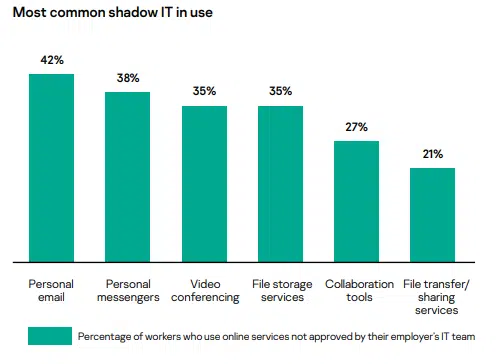 Most common shadow IT in use
42%
38%
35%
35%
27%
21%
Personal
email
Personal
messengers
Video
conferencing
File storage
services
Collaboration
tools
File transfer/
sharing
services
Percentage of workers who use online services not approved by their employer's IT team